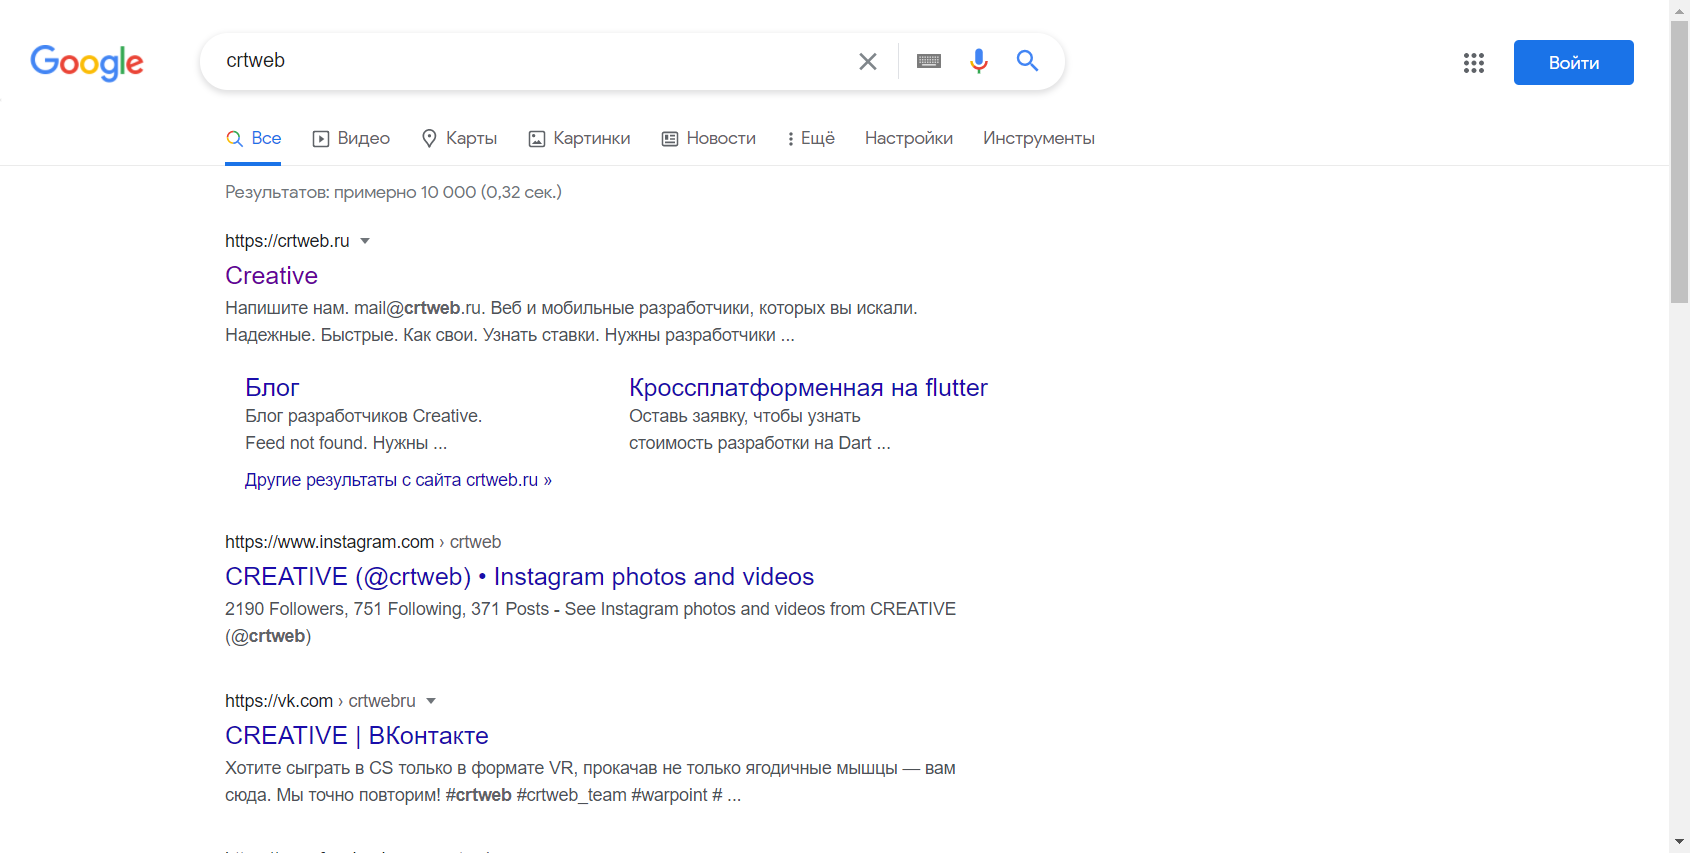 Google
crtweb
Войти
Все
Видео
Карты
Картинки
Новости
Ещё
Настройки
Инструменты
Результатов: примерно 10 000 (0,32 сек.)
https://crtweb.ru
Creative
Напишите нам. mail@crtweb.ru. Веб и мобильные разработчики, которых вы искали.
Надежные. Быстрые. Как свои. Узнать ставки. Нужны разработчики ...
Блог
Блог разработчиков Creative.
Feed not found. Нужны ...
Кроссплатформенная на flutter
Оставь заявку, чтобы узнать
стоимость разработки на Dart ...
Другие результаты с сайта crtweb.ru »
https://www.instagram.com › crtweb
CREATIVE (@crtweb) • Instagram photos and videos
2190 Followers, 751 Following, 371 Posts - See Instagram photos and videos from CREATIVE
(@crtweb)
https://vk.com › crtwebru
CREATIVE | ВКонтакте
Хотите сыграть в CS только в формате VR, прокачав не только ягодичные мышцы — вам
сюда. Мы точно повторим! #crtweb #crtweb_team #warpoint # ...